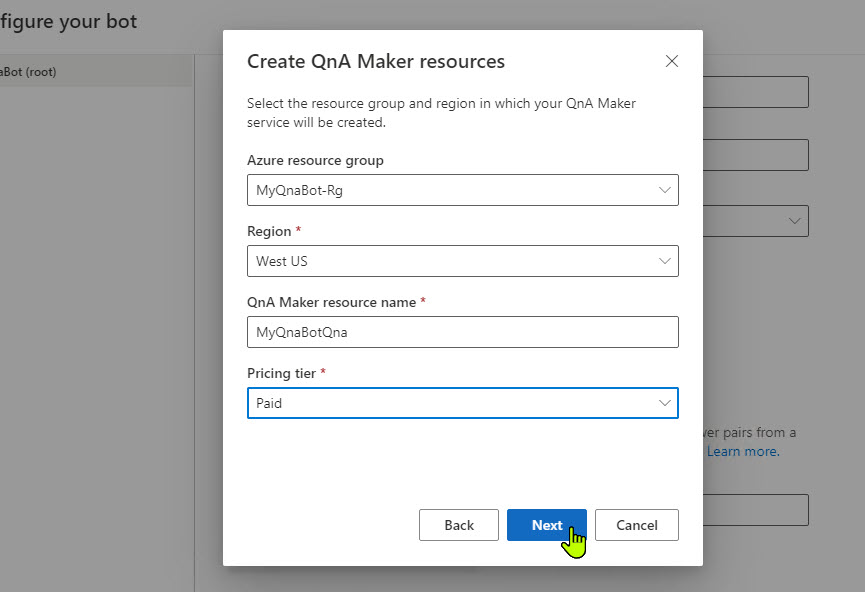 figure your bot
aBot (root)
Create QnA Maker resources
Select the resource group and region in which your QnA Maker
service will be created.
Azure resource group
MyQnaBot-Rg
Region *
West US
QnA Maker resource name *
MyQnaBotQna
Pricing tier *
Paid
wer pairs from a
Learn more.
Back
Next
Cancel